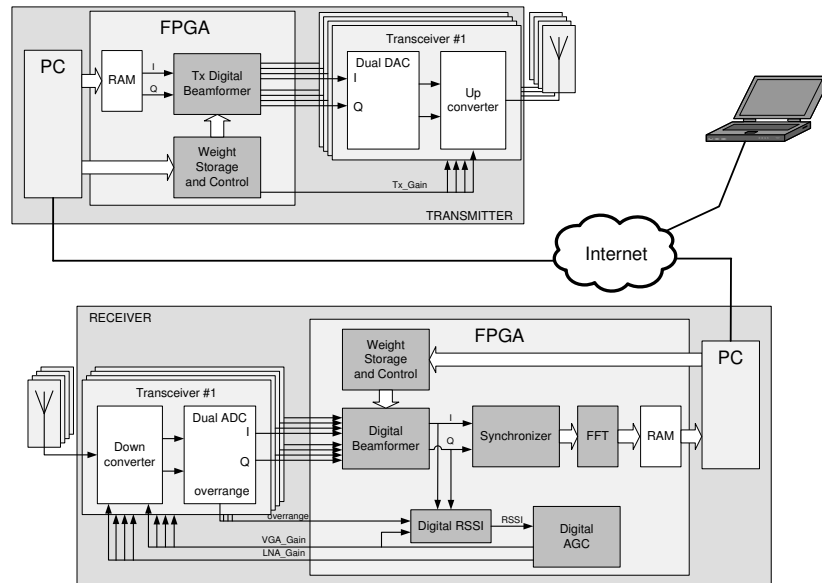 FPGA
PC
RAM
I
Q
Tx Digital
Beamformer
Weight
Storage
and Control
Tx_Gain
Transceiver #1
Dual DAC
I
Q
Up
converter
TRANSMITTER
Internet
RECEIVER
FPGA
PC
Weight
Storage
and Control
Transceiver #1
Down
converter
Dual ADC
I
Q
overrange
Digital
Beamformer
I
Q
Synchronizer
FFT
RAM
overrange
Digital RSSI
RSSI
Digital
AGC
VGA_Gain
LNA_Gain